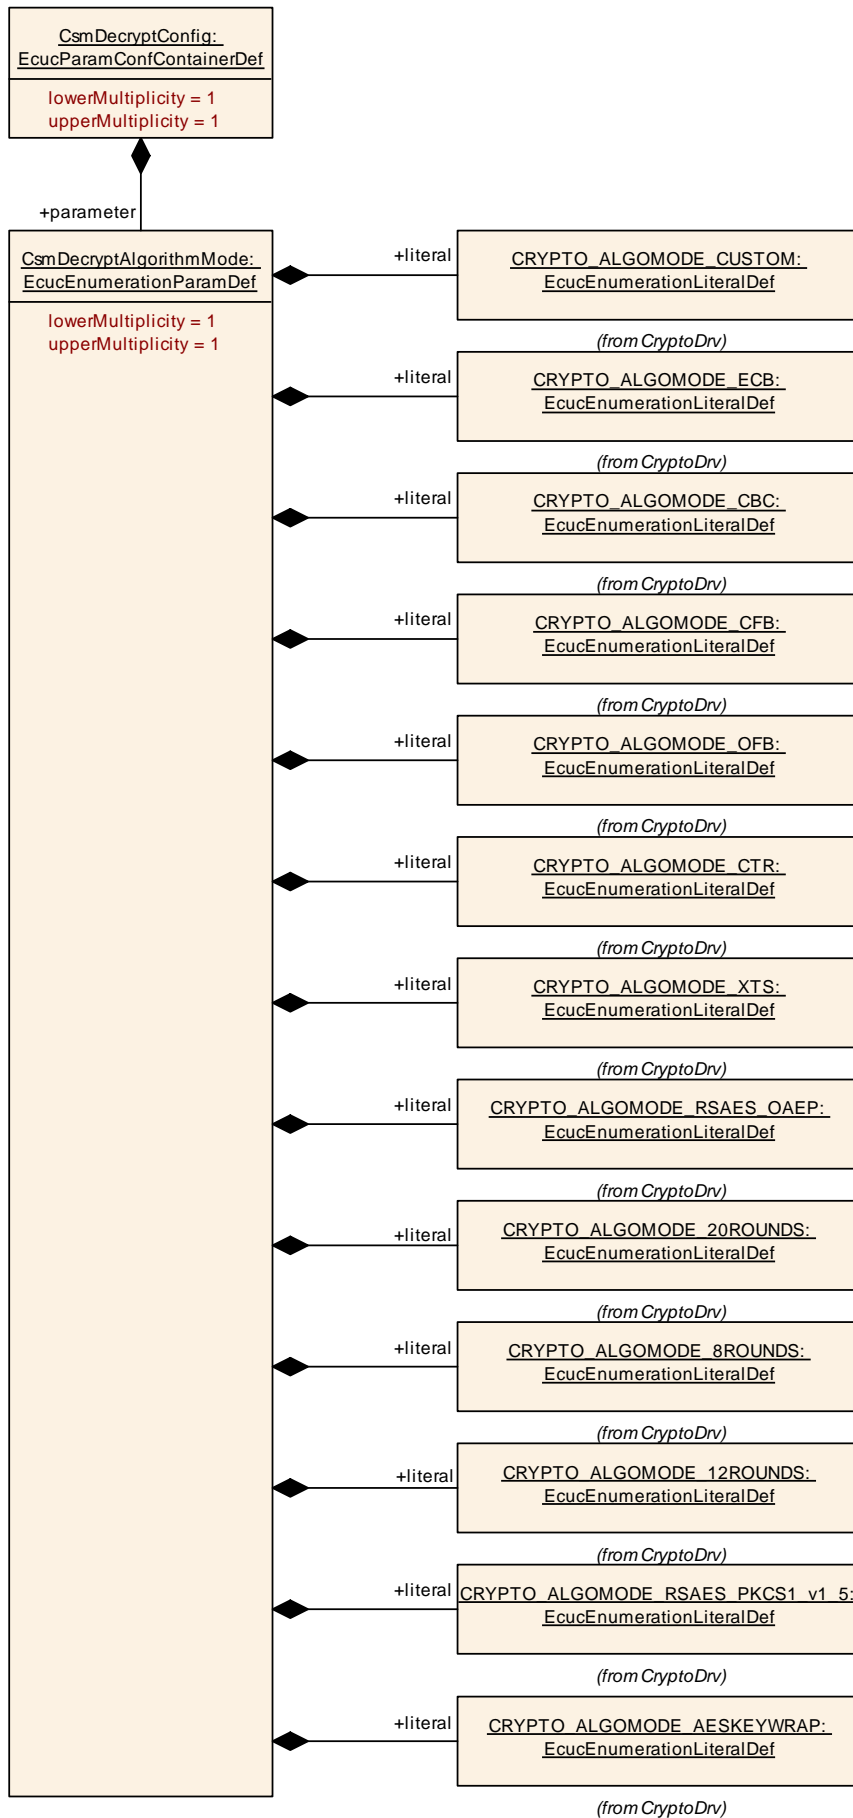 CsmDecryptConfig:
EcucParamConfContainerDef
lowerMultiplicity = 1
upperMultiplicity = 1
+parameter
CsmDecryptAlgorithmMode:
EcucEnumerationParamDef
lowerMultiplicity = 1
upperMultiplicity = 1
+literal
CRYPTO_ALGOMODE_CUSTOM:
EcucEnumerationLiteralDef
(from CryptoDrv)
+literal
CRYPTO_ALGOMODE_ECB:
EcucEnumerationLiteralDef
(from CryptoDrv)
+literal
CRYPTO_ALGOMODE_CBC:
EcucEnumerationLiteralDef
(from CryptoDrv)
+literal
CRYPTO_ALGOMODE_CFB:
EcucEnumerationLiteralDef
(from CryptoDrv)
+literal
CRYPTO_ALGOMODE_OFB:
EcucEnumerationLiteralDef
(from CryptoDrv)
+literal
CRYPTO_ALGOMODE_CTR:
EcucEnumerationLiteralDef
(from CryptoDrv)
+literal
CRYPTO_ALGOMODE_XTS:
EcucEnumerationLiteralDef
(from CryptoDrv)
+literal
CRYPTO_ALGOMODE_RSAES_OAEP:
EcucEnumerationLiteralDef
(from CryptoDrv)
+literal
CRYPTO_ALGOMODE_20ROUNDS:
EcucEnumerationLiteralDef
(from CryptoDrv)
+literal
CRYPTO_ALGOMODE_8ROUNDS:
EcucEnumerationLiteralDef
(from CryptoDrv)
+literal
CRYPTO_ALGOMODE_12ROUNDS:
EcucEnumerationLiteralDef
(from CryptoDrv)
+literal
CRYPTO_ALGOMODE_RSAES_PKCS1_v1_5:
EcucEnumerationLiteralDef
(from CryptoDrv)
+literal
CRYPTO_ALGOMODE_AESKEYWRAP:
EcucEnumerationLiteralDef
(from CryptoDrv)